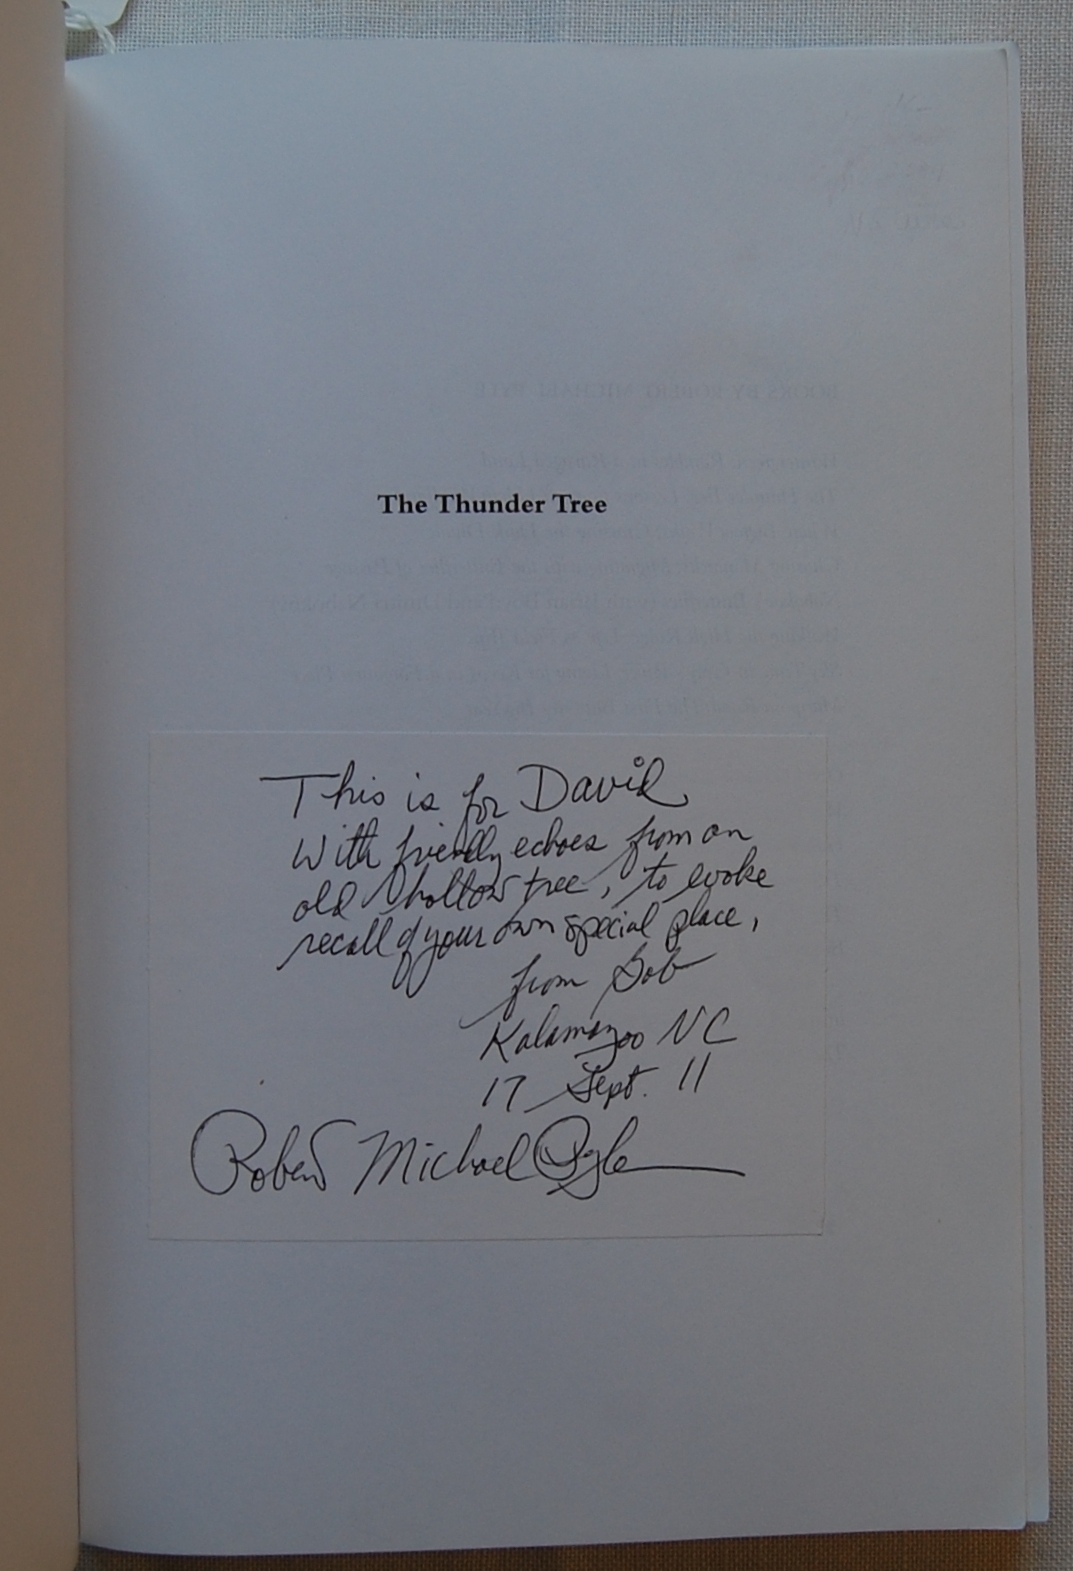 The Thunder Tree
This is for David
With friendly echoes from an
old hollow tree, to evoke
recall of your own special place,
from Bob
Kalamazoo NC
17 Sept. 11
Robert Michael Pyle